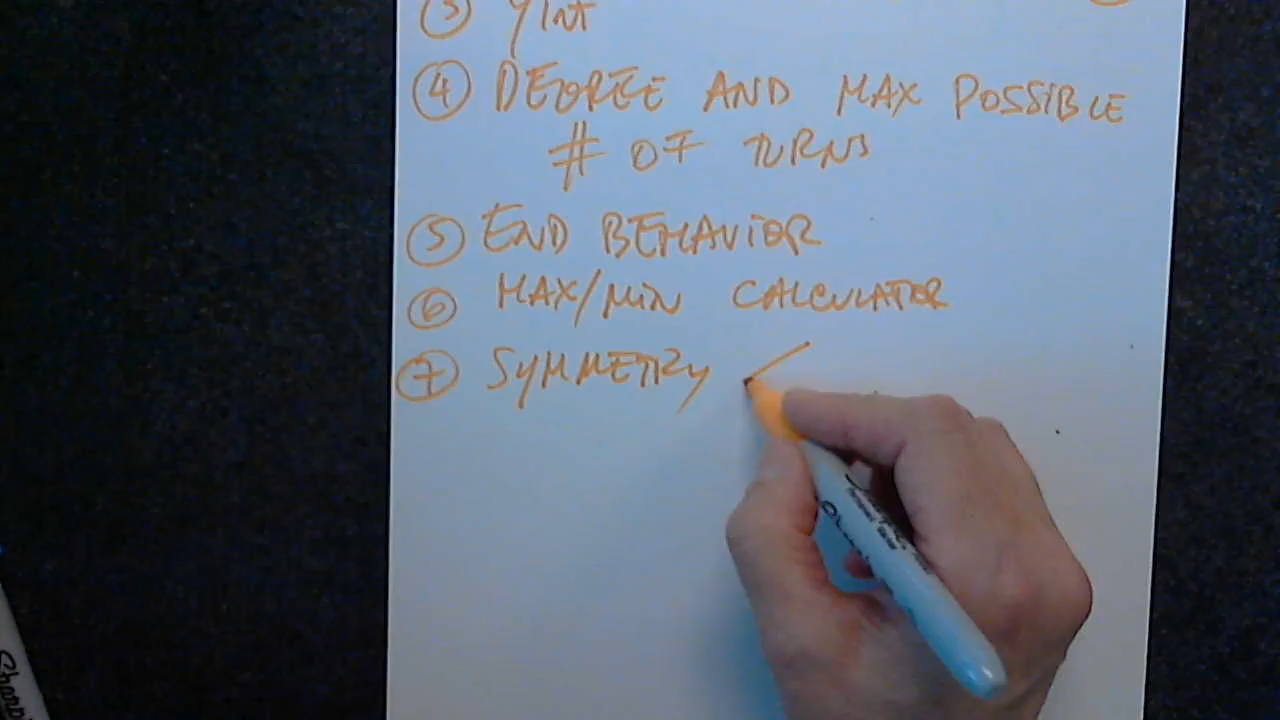 ③ y INT
④ DEGREE AND MAX POSSIBLE
# OF TURNS
⑤ END BEHAVIOR
⑥ MAX/MIN CALCULATOR
⑦ SYMMETRY